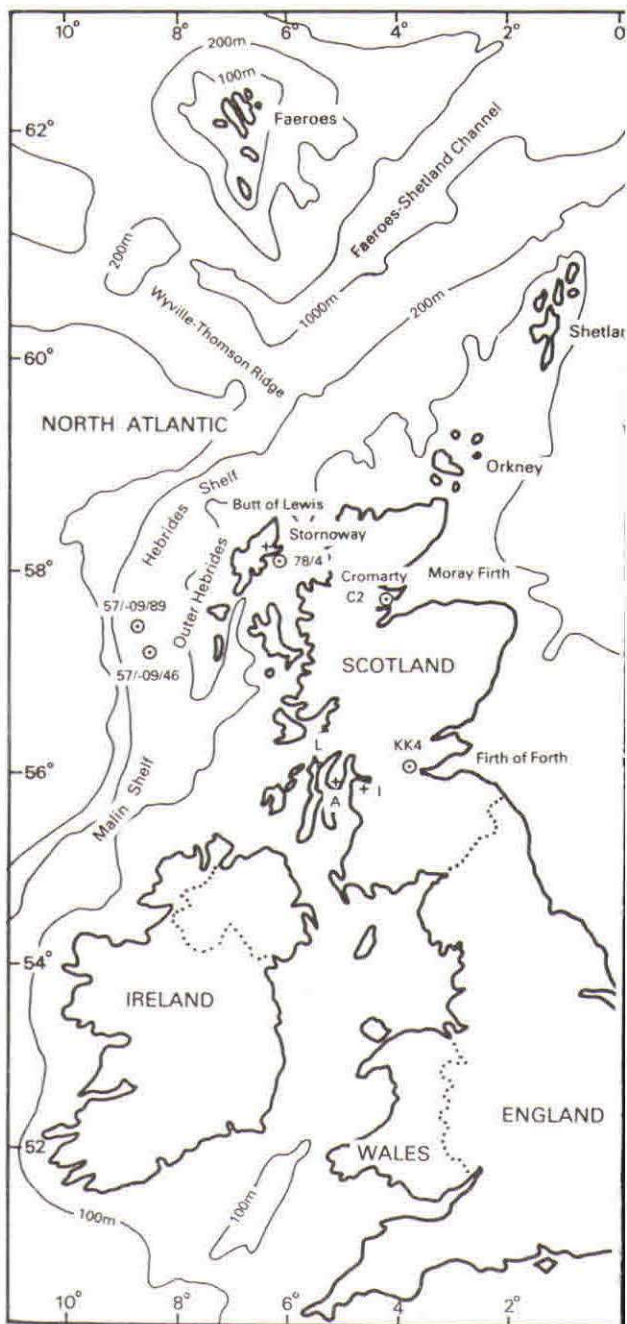 10° 8° 6° 4° 2° 0
200m
100m
Faeroes
62°
Faeroes-Shetland Channel
200m
1000m
200m
Wyville-Thomson Ridge
Shetlan
60°
NORTH ATLANTIC
Orkney
Hebrides Shelf
Butt of Lewis
Stornoway
78/4
Cromarty
C2
Moray Firth
58°
Outer Hebrides
57/-09/89
57/-09/46
SCOTLAND
L
KK4
Firth of Forth
56°
A
I
Malin Shelf
54°
IRELAND
ENGLAND
52°
WALES
100m
100m
10° 8° 6° 4° 2°